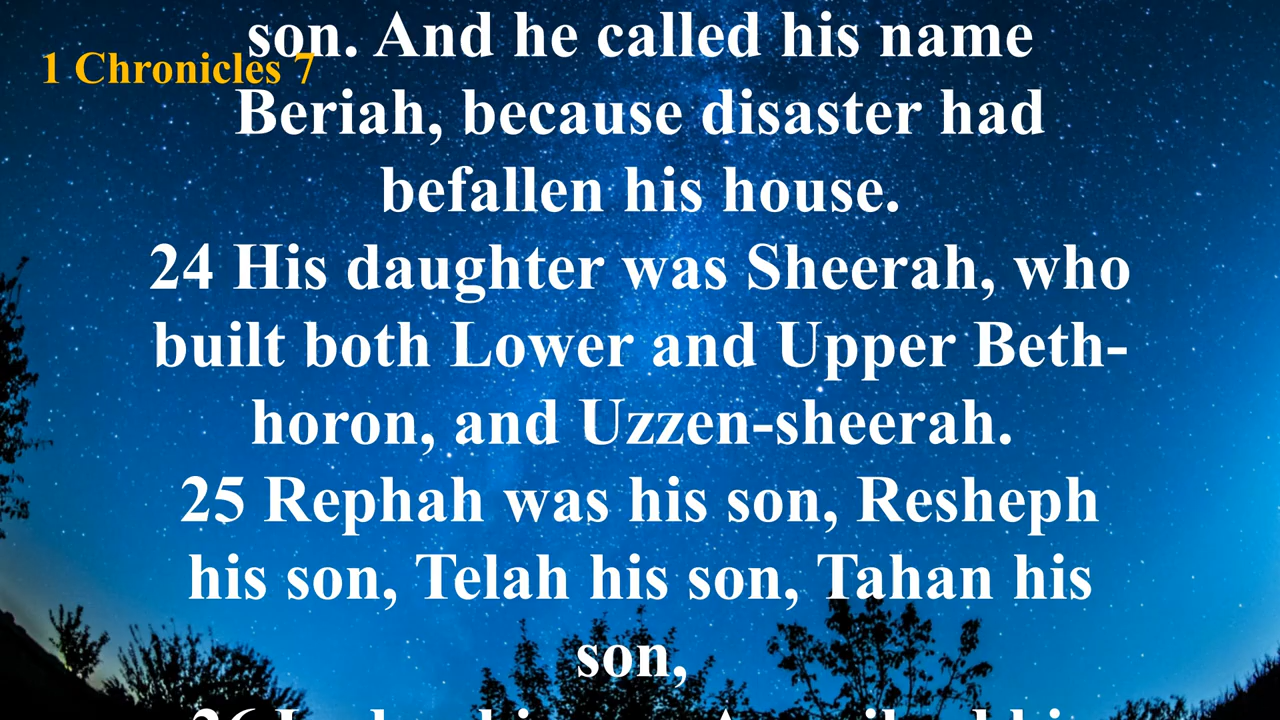 son. And he called his name
1 Chronicles 7
Beriah, because disaster had
befallen his house.
24 His daughter was Sheerah, who
built both Lower and Upper Beth-
horon, and Uzzen-sheerah.
25 Rephah was his son, Resheph
his son, Telah his son, Tahan his
son,